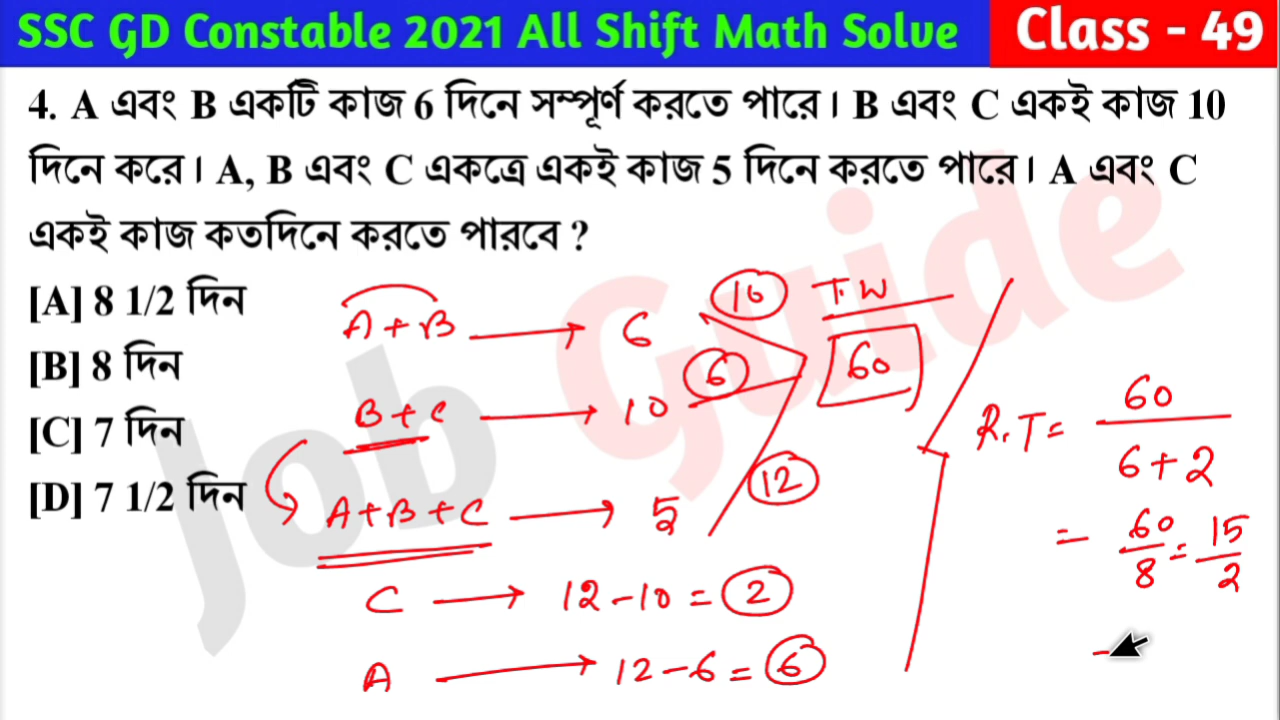 SSC GD Constable 2021 All Shift Math Solve
Class - 49
4. A এবং B একটি কাজ 6 দিনে সম্পূর্ণ করতে পারে। B এবং C একই কাজ 10
দিনে করে। A, B এবং C একত্রে একই কাজ 5 দিনে করতে পারে। A এবং C
একই কাজ কতদিনে করতে পারবে ?
[A] 8 1/2 দিন
[B] 8 দিন
[C] 7 দিন
[D] 7 1/2 দিন
A+B → 6
10
T.W
60
B+C → 10
6
A+B+C → 5
12
C → 12-10 = 2
A → 12-6 = 6
R.T = 60/6+2
= 60/8 = 15/2
Job Guide